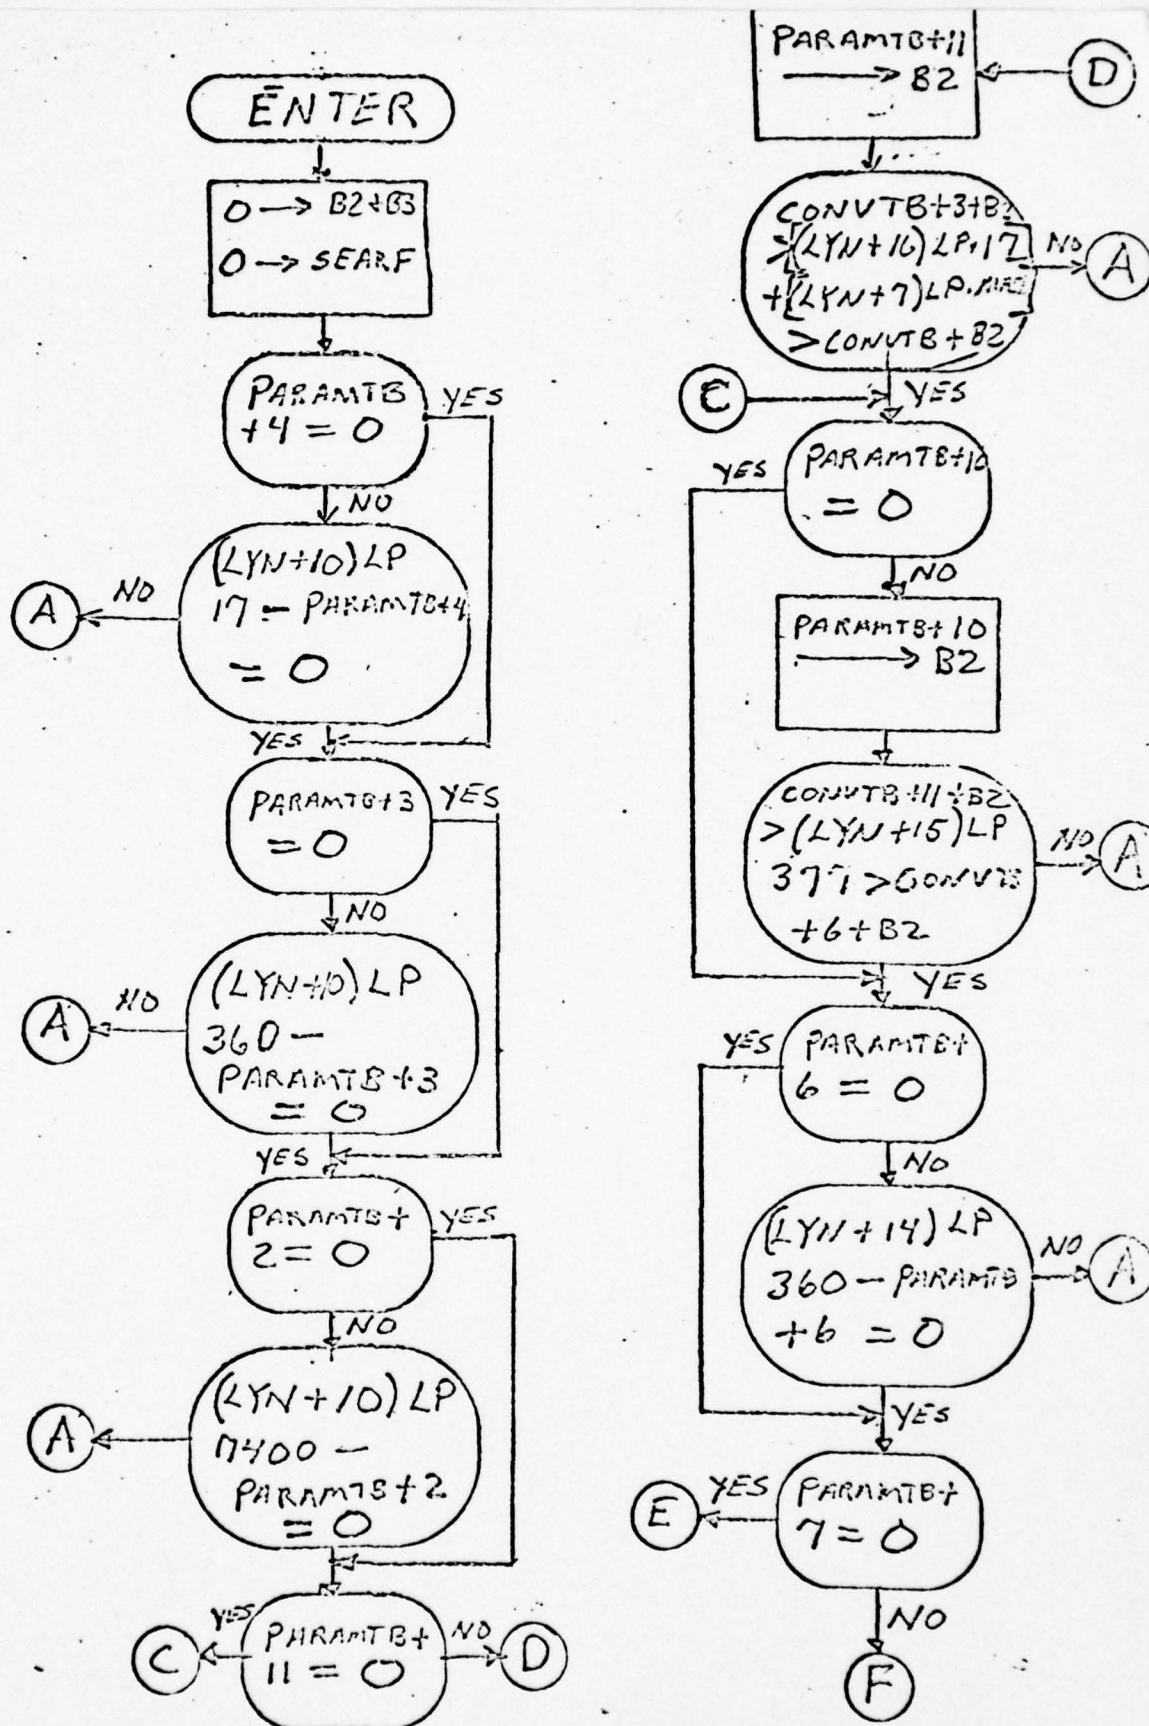 ENTER
0 → B2+B3
0 → SEARF
PARAMTB
+4 = 0
YES
NO
(LYN+10)LP
17 - PARAMTB+4
= 0
NO
A
YES
PARAMTB+3
= 0
YES
NO
(LYN+10)LP
360 -
PARAMTB+3
= 0
NO
A
YES
PARAMTB+
2 = 0
YES
NO
(LYN+10)LP
7400 -
PARAMTB+2
= 0
A
PARAMTB+
11 = 0
YES
C
NO
D
PARAMTB+11
→ B2
D
CONVTB+3+B2
>[(LYN+16)LP.17]
+[(LYN+7)LP.
> CONVTB+B2
NO
A
C
YES
PARAMTB+10
= 0
YES
NO
PARAMTB+10
→ B2
CONVTB+11+B2
>(LYN+15)LP
377 > CONVTB
+6+B2
NO
A
YES
PARAMTB+
6 = 0
YES
NO
(LYN+14)LP
360 - PARAMTB
+6 = 0
NO
A
YES
PARAMTB+
7 = 0
YES
E
NO
F